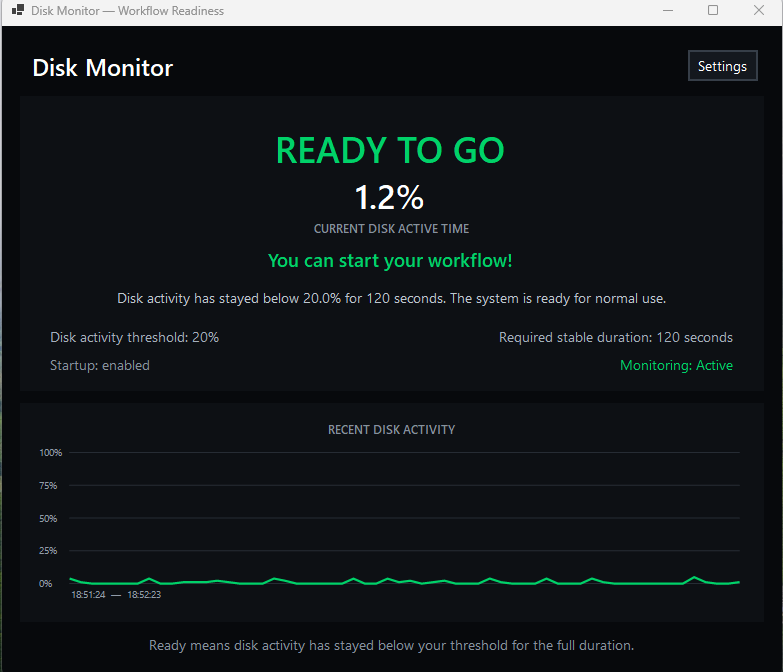 Disk Monitor — Workflow Readiness
Disk Monitor
Settings
READY TO GO
1.2%
CURRENT DISK ACTIVE TIME
You can start your workflow!
Disk activity has stayed below 20.0% for 120 seconds. The system is ready for normal use.
Disk activity threshold: 20%
Required stable duration: 120 seconds
Startup: enabled
Monitoring: Active
RECENT DISK ACTIVITY
100%
75%
50%
25%
0%
18:51:24 — 18:52:23
Ready means disk activity has stayed below your threshold for the full duration.